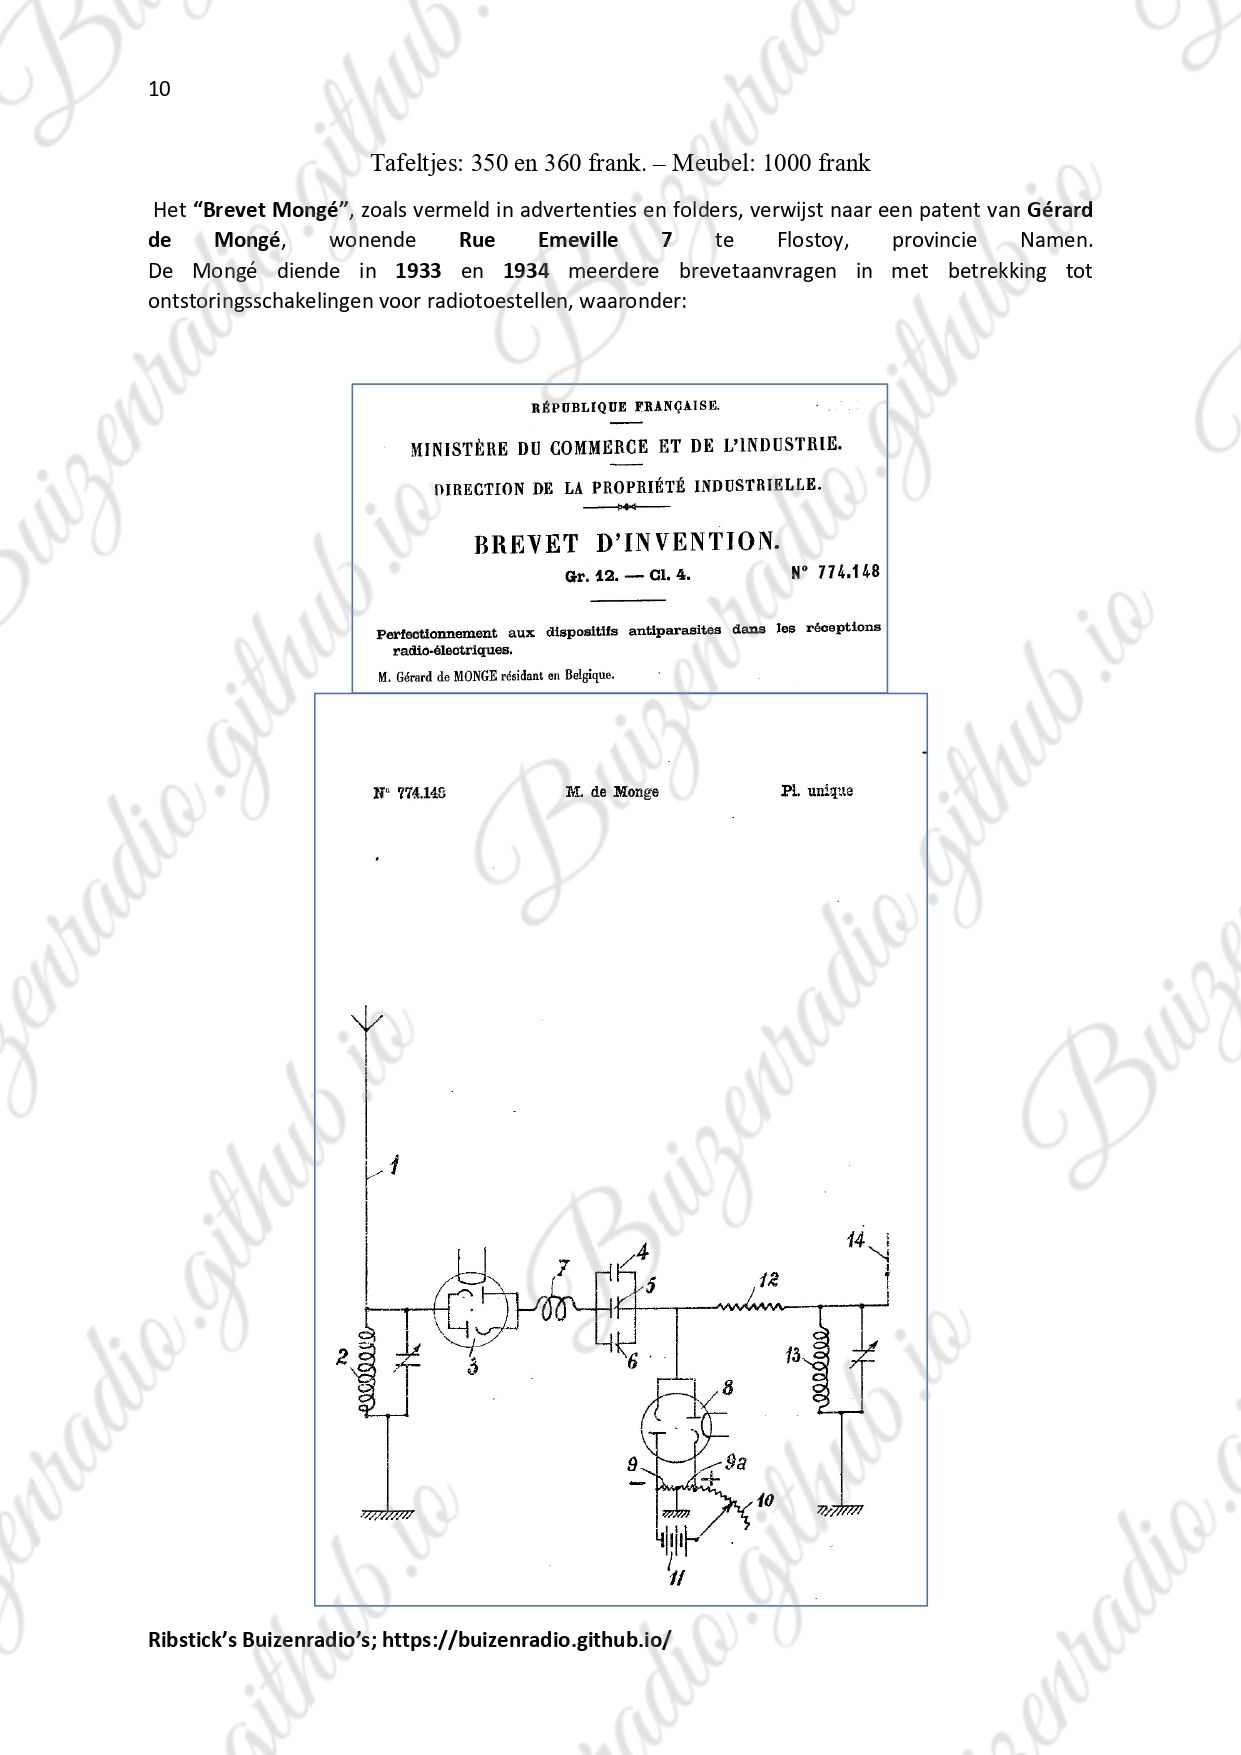 10
Tafeltjes: 350 en 360 frank. – Meubel: 1000 frank
Het “Brevet Mongé”, zoals vermeld in advertenties en folders, verwijst naar een patent van Gérard
de Mongé, wonende Rue Emeville 7 te Flostoy, provincie Namen.
De Mongé diende in 1933 en 1934 meerdere brevetaanvragen in met betrekking tot
ontstoringsschakelingen voor radiotoestellen, waaronder:
RÉPUBLIQUE FRANÇAISE.
MINISTÈRE DU COMMERCE ET DE L'INDUSTRIE.
DIRECTION DE LA PROPRIÉTÉ INDUSTRIELLE.
BREVET D'INVENTION.
Gr. 12. — Cl. 4. N° 774.148
Perfectionnement aux dispositifs antiparasites dans les réceptions
radio-électriques.
M. Gérard de MONGE résidant en Belgique.
N° 774.148 M. de Monge Pl. unique
1
14
4
7
5
12
2
3
6
13
8
9
9a
− +
10
11
Ribstick’s Buizenradio’s; https://buizenradio.github.io/
Buizenradio.github.io